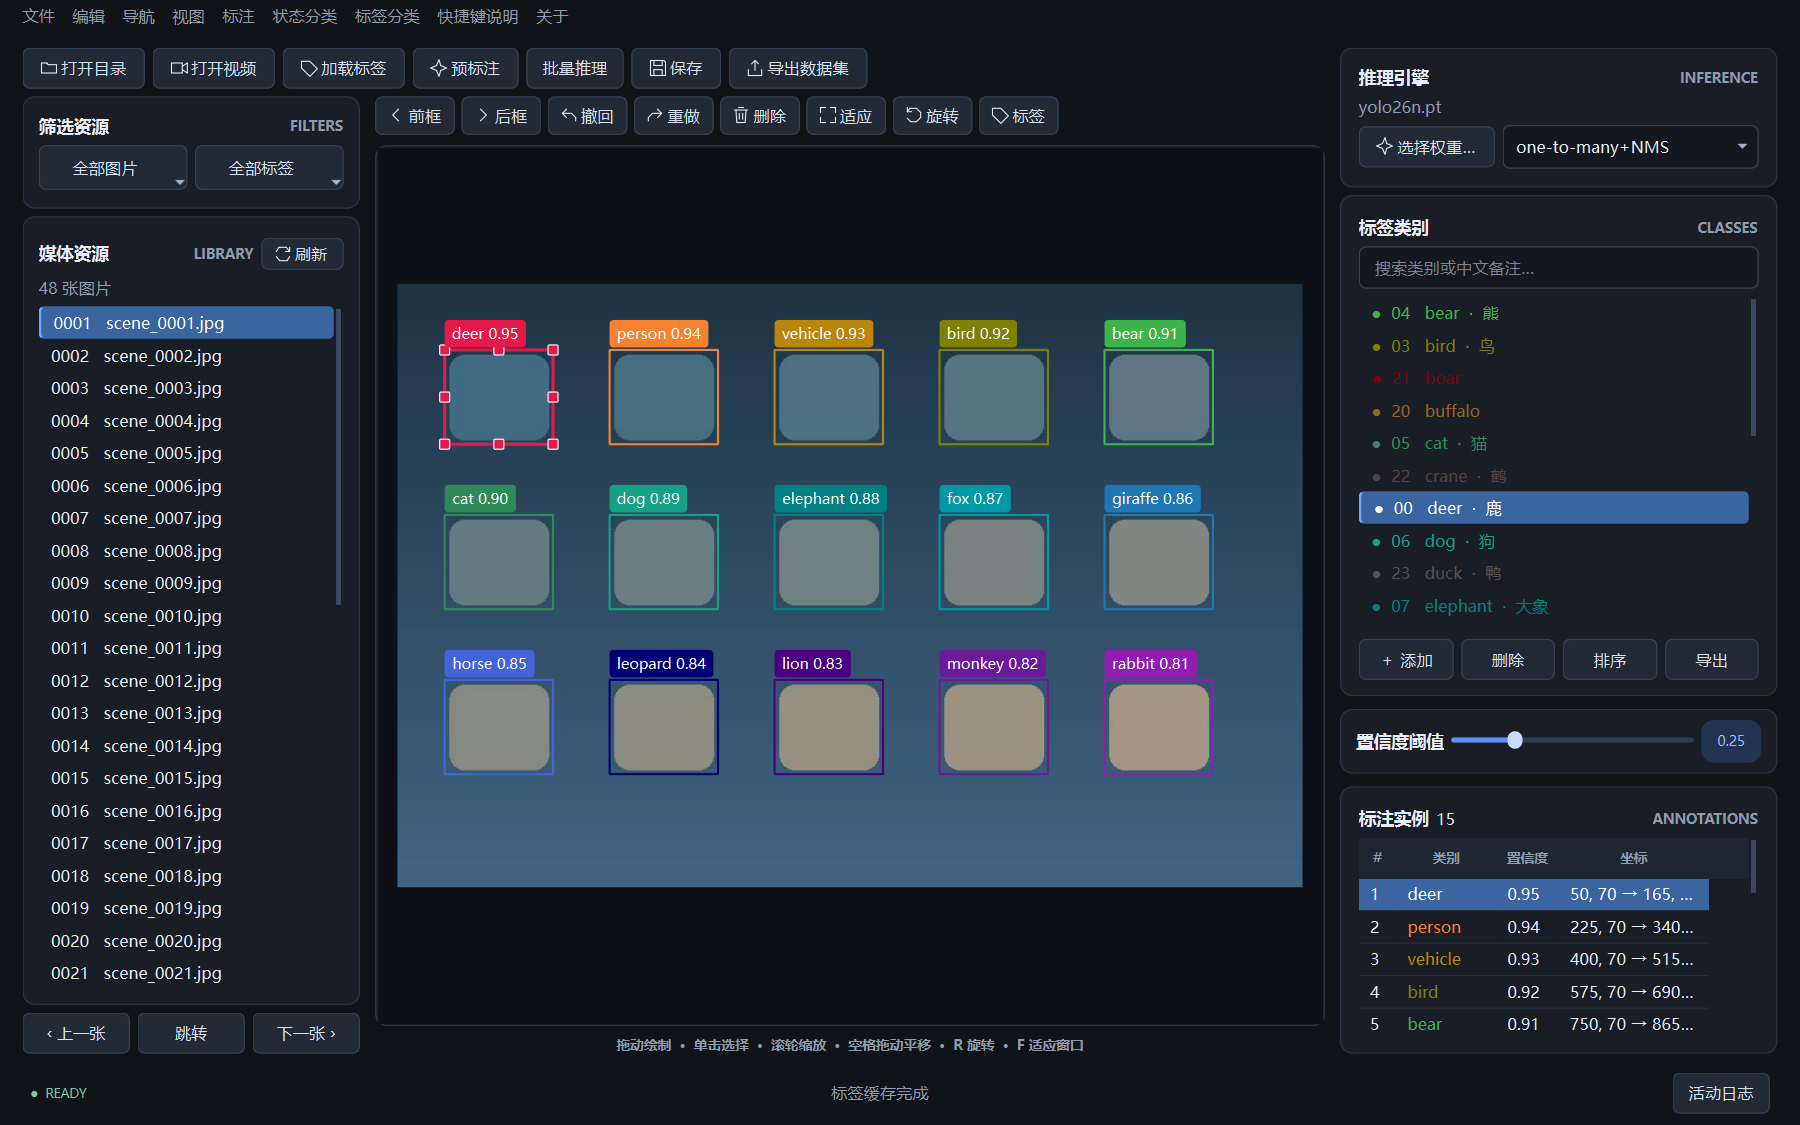 文件 编辑 导航 视图 标注 状态分类 标签分类 快捷键说明 关于
打开目录 打开视频 加载标签 预标注 批量推理 保存 导出数据集
筛选资源 FILTERS
全部图片 全部标签
媒体资源 LIBRARY 刷新
48 张图片
0001 scene_0001.jpg
0002 scene_0002.jpg
0003 scene_0003.jpg
0004 scene_0004.jpg
0005 scene_0005.jpg
0006 scene_0006.jpg
0007 scene_0007.jpg
0008 scene_0008.jpg
0009 scene_0009.jpg
0010 scene_0010.jpg
0011 scene_0011.jpg
0012 scene_0012.jpg
0013 scene_0013.jpg
0014 scene_0014.jpg
0015 scene_0015.jpg
0016 scene_0016.jpg
0017 scene_0017.jpg
0018 scene_0018.jpg
0019 scene_0019.jpg
0020 scene_0020.jpg
0021 scene_0021.jpg
‹ 上一张 跳转 下一张 ›
前框 后框 撤回 重做 删除 适应 旋转 标签
deer 0.95 person 0.94 vehicle 0.93 bird 0.92 bear 0.91
cat 0.90 dog 0.89 elephant 0.88 fox 0.87 giraffe 0.86
horse 0.85 leopard 0.84 lion 0.83 monkey 0.82 rabbit 0.81
拖动绘制 • 单击选择 • 滚轮缩放 • 空格拖动平移 • R 旋转 • F 适应窗口
推理引擎 INFERENCE
yolo26n.pt
选择权重... one-to-many+NMS
标签类别 CLASSES
搜索类别或中文备注...
● 04 bear · 熊
● 03 bird · 鸟
● 21 boar
● 20 buffalo
● 05 cat · 猫
● 22 crane · 鹤
● 00 deer · 鹿
● 06 dog · 狗
● 23 duck · 鸭
● 07 elephant · 大象
+ 添加 删除 排序 导出
置信度阈值 0.25
标注实例 15 ANNOTATIONS
# 类别 置信度 坐标
1 deer 0.95 50, 70 → 165, ...
2 person 0.94 225, 70 → 340...
3 vehicle 0.93 400, 70 → 515...
4 bird 0.92 575, 70 → 690...
5 bear 0.91 750, 70 → 865...
● READY 标签缓存完成 活动日志